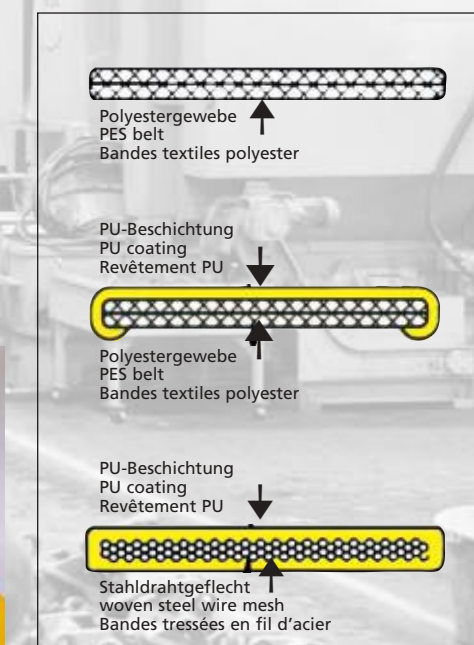 Polyestergewebe
PES belt
Bandes textiles polyester
PU-Beschichtung
PU coating
Revêtement PU
Polyestergewebe
PES belt
Bandes textiles polyester
PU-Beschichtung
PU coating
Revêtement PU
Stahldrahtgeflecht
woven steel wire mesh
Bandes tressées en fil d'acier